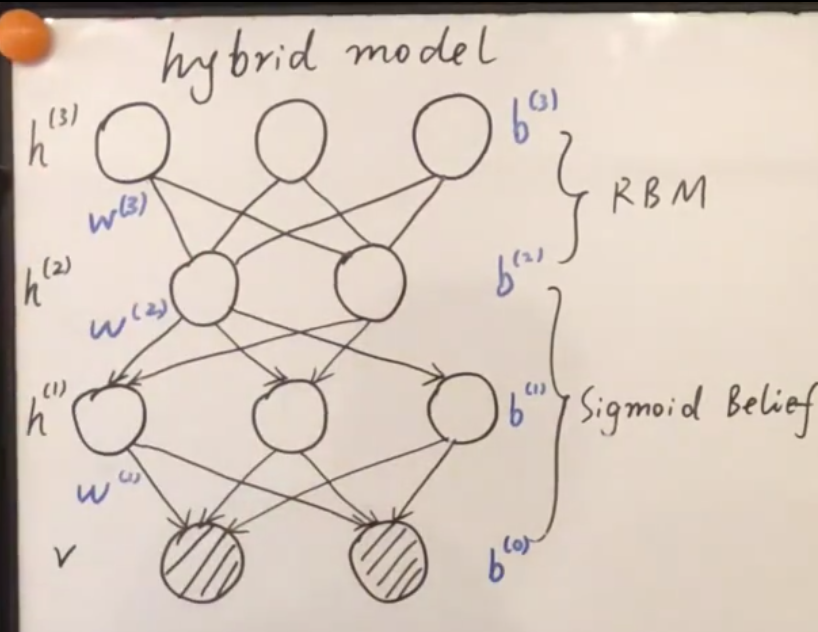 hybrid model
h^(3)
b^(3)
w^(3)
RBM
h^(2)
b^(2)
w^(2)
h^(1)
b^(1)
Sigmoid Belief
w^(1)
v
b^(0)